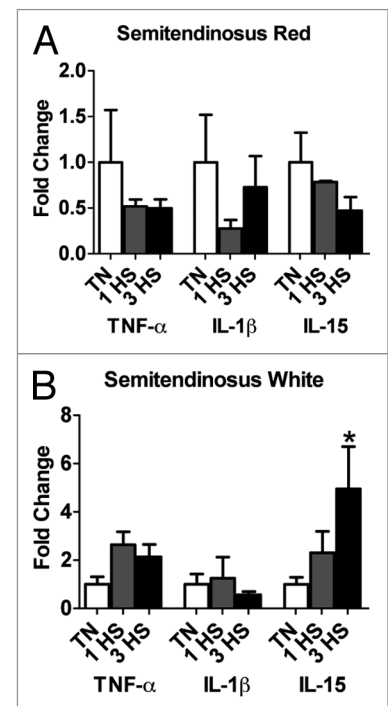 A
Semitendinosus Red
Fold Change
2.0
1.5
1.0
0.5
0.0
TN 1 HS 3 HS TN 1 HS 3 HS TN 1 HS 3 HS
TNF-α IL-1β IL-15
B
Semitendinosus White
Fold Change
8
6
4
2
0
*
TN 1 HS 3 HS TN 1 HS 3 HS TN 1 HS 3 HS
TNF-α IL-1β IL-15